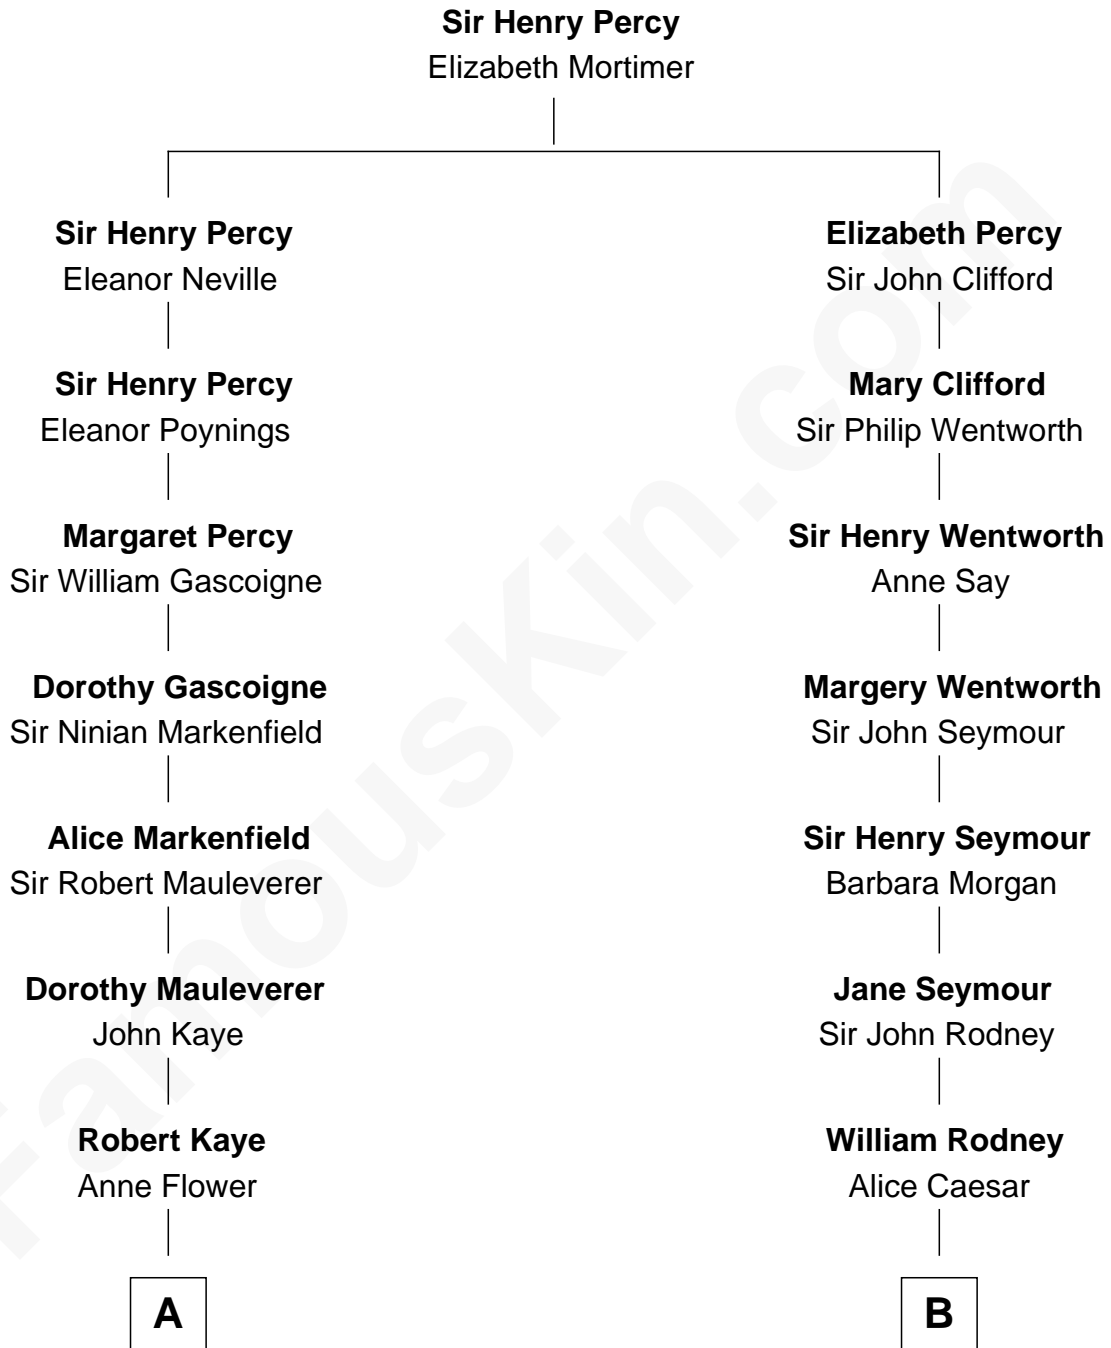 Sir Henry Percy
Elizabeth Mortimer
Sir Henry Percy
Eleanor Neville
Sir Henry Percy
Eleanor Poynings
Margaret Percy
Sir William Gascoigne
Dorothy Gascoigne
Sir Ninian Markenfield
Alice Markenfield
Sir Robert Mauleverer
Dorothy Mauleverer
John Kaye
Robert Kaye
Anne Flower
A
Elizabeth Percy
Sir John Clifford
Mary Clifford
Sir Philip Wentworth
Sir Henry Wentworth
Anne Say
Margery Wentworth
Sir John Seymour
Sir Henry Seymour
Barbara Morgan
Jane Seymour
Sir John Rodney
William Rodney
Alice Caesar
B
FamousKin.com